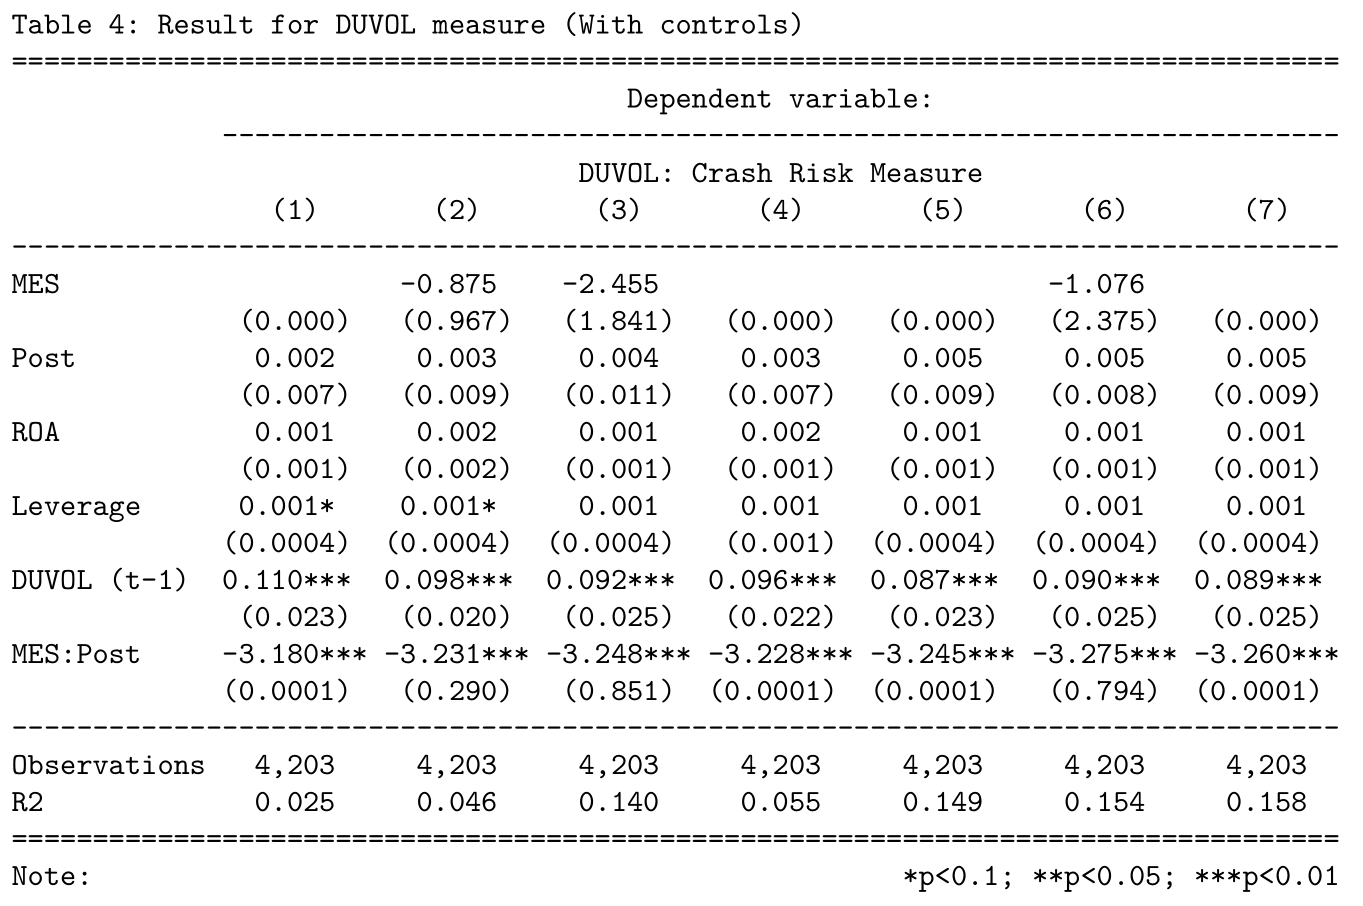 Table 4: Result for DUVOL measure (With controls)
==================================================================================
Dependent variable:
---------------------------------------------------------------------
DUVOL: Crash Risk Measure
(1) (2) (3) (4) (5) (6) (7)
----------------------------------------------------------------------------------
MES -0.875 -2.455 -1.076
(0.000) (0.967) (1.841) (0.000) (0.000) (2.375) (0.000)
Post 0.002 0.003 0.004 0.003 0.005 0.005 0.005
(0.007) (0.009) (0.011) (0.007) (0.009) (0.008) (0.009)
ROA 0.001 0.002 0.001 0.002 0.001 0.001 0.001
(0.001) (0.002) (0.001) (0.001) (0.001) (0.001) (0.001)
Leverage 0.001* 0.001* 0.001 0.001 0.001 0.001 0.001
(0.0004) (0.0004) (0.0004) (0.001) (0.0004) (0.0004) (0.0004)
DUVOL (t-1) 0.110*** 0.098*** 0.092*** 0.096*** 0.087*** 0.090*** 0.089***
(0.023) (0.020) (0.025) (0.022) (0.023) (0.025) (0.025)
MES:Post -3.180*** -3.231*** -3.248*** -3.228*** -3.245*** -3.275*** -3.260***
(0.0001) (0.290) (0.851) (0.0001) (0.0001) (0.794) (0.0001)
----------------------------------------------------------------------------------
Observations 4,203 4,203 4,203 4,203 4,203 4,203 4,203
R2 0.025 0.046 0.140 0.055 0.149 0.154 0.158
==================================================================================
Note: *p<0.1; **p<0.05; ***p<0.01